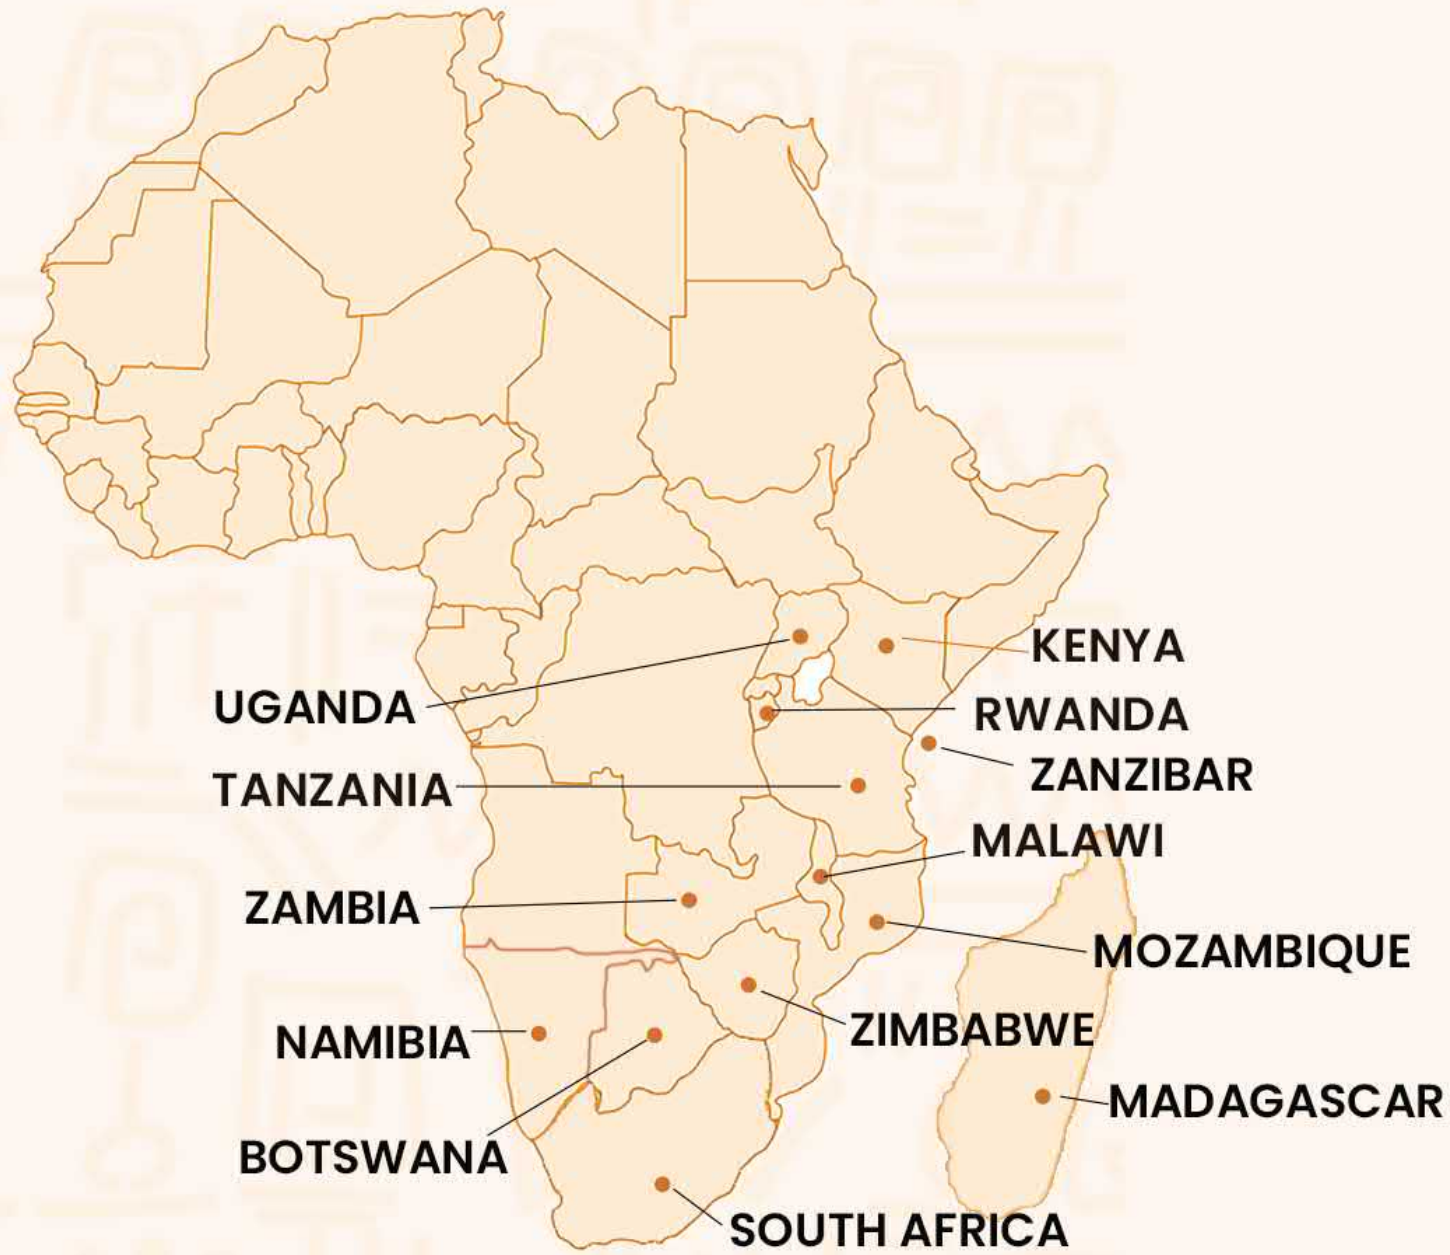 KENYA
UGANDA
RWANDA
ZANZIBAR
TANZANIA
MALAWI
ZAMBIA
MOZAMBIQUE
ZIMBABWE
NAMIBIA
MADAGASCAR
BOTSWANA
SOUTH AFRICA